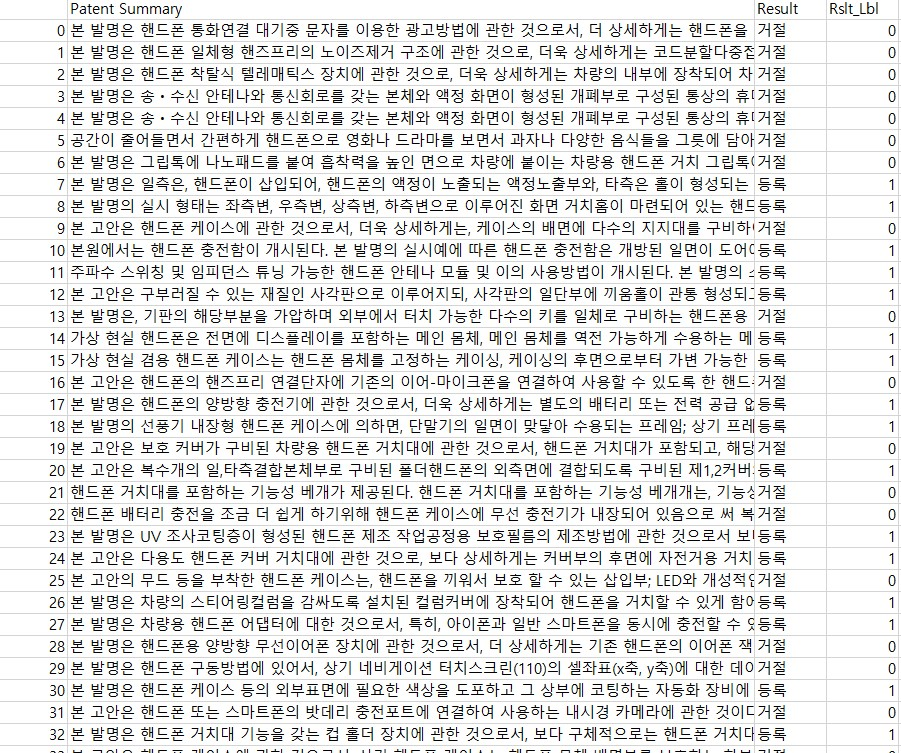 Patent Summary Result Rslt_Lbl
0 본 발명은 핸드폰 통화연결 대기중 문자를 이용한 광고방법에 관한 것으로서, 더 상세하게는 핸드폰을 거절 0
1 본 발명은 핸드폰 일체형 핸즈프리의 노이즈제거 구조에 관한 것으로, 더욱 상세하게는 코드분할다중접 거절 0
2 본 발명은 핸드폰 착탈식 텔레매틱스 장치에 관한 것으로, 더욱 상세하게는 차량의 내부에 장착되어 차 거절 0
3 본 발명은 송・수신 안테나와 통신회로를 갖는 본체와 액정 화면이 형성된 개폐부로 구성된 통상의 휴 거절 0
4 본 발명은 송・수신 안테나와 통신회로를 갖는 본체와 액정 화면이 형성된 개폐부로 구성된 통상의 휴 거절 0
5 공간이 줄어들면서 간편하게 핸드폰으로 영화나 드라마를 보면서 과자나 다양한 음식들을 그릇에 담아 거절 0
6 본 발명은 그립톡에 나노패드를 붙여 흡착력을 높인 면으로 차량에 붙이는 차량용 핸드폰 거치 그립톡 거절 0
7 본 발명은 일측은, 핸드폰이 삽입되어, 핸드폰의 액정이 노출되는 액정노출부와, 타측은 홀이 형성되는 등록 1
8 본 발명의 실시 형태는 좌측변, 우측변, 상측변, 하측변으로 이루어진 화면 거치홈이 마련되어 있는 핸드 등록 1
9 본 고안은 핸드폰 케이스에 관한 것으로서, 더욱 상세하게는, 케이스의 배면에 다수의 지지대를 구비하 거절 0
10 본원에서는 핸드폰 충전함이 개시된다. 본 발명의 실시예에 따른 핸드폰 충전함은 개방된 일면이 도어 등록 1
11 주파수 스위칭 및 임피던스 튜닝 가능한 핸드폰 안테나 모듈 및 이의 사용방법이 개시된다. 본 발명의 등록 1
12 본 고안은 구부러질 수 있는 재질인 사각판으로 이루어지되, 사각판의 일단부에 끼움홀이 관통 형성되고 등록 1
13 본 발명은, 기판의 해당부분을 가압하며 외부에서 터치 가능한 다수의 키를 일체로 구비하는 핸드폰용 거절 0
14 가상 현실 핸드폰은 전면에 디스플레이를 포함하는 메인 몸체, 메인 몸체를 역전 가능하게 수용하는 메 등록 1
15 가상 현실 겸용 핸드폰 케이스는 핸드폰 몸체를 고정하는 케이싱, 케이싱의 후면으로부터 가변 가능한 등록 1
16 본 고안은 핸드폰의 핸즈프리 연결단자에 기존의 이어-마이크폰을 연결하여 사용할 수 있도록 한 핸드 거절 0
17 본 발명은 핸드폰의 양방향 충전기에 관한 것으로서, 더욱 상세하게는 별도의 배터리 또는 전력 공급 없 등록 1
18 본 발명의 선풍기 내장형 핸드폰 케이스에 의하면, 단말기의 일면이 맞닿아 수용되는 프레임; 상기 프레 등록 1
19 본 고안은 보호 커버가 구비된 차량용 핸드폰 거치대에 관한 것으로서, 핸드폰 거치대가 포함되고, 해당 거절 0
20 본 고안은 복수개의 일,타측결합본체부로 구비된 폴더핸드폰의 외측면에 결합되도록 구비된 제1,2커버 등록 1
21 핸드폰 거치대를 포함하는 기능성 베개가 제공된다. 핸드폰 거치대를 포함하는 기능성 베개개는, 기능성 거절 0
22 핸드폰 배터리 충전을 조금 더 쉽게 하기위해 핸드폰 케이스에 무선 충전기가 내장되어 있음으로 써 복 거절 0
23 본 발명은 UV 조사코팅층이 형성된 핸드폰 제조 작업공정용 보호필름의 제조방법에 관한 것으로서 보 등록 1
24 본 고안은 다용도 핸드폰 커버 거치대에 관한 것으로, 보다 상세하게는 커버부의 후면에 자전거용 거치 등록 1
25 본 고안의 무드 등을 부착한 핸드폰 케이스는, 핸드폰을 끼워서 보호 할 수 있는 삽입부; LED와 개성적인 거절 0
26 본 발명은 차량의 스티어링컬럼을 감싸도록 설치된 컬럼커버에 장착되어 핸드폰을 거치할 수 있게 함에 등록 1
27 본 발명은 차량용 핸드폰 어댑터에 대한 것으로서, 특히, 아이폰과 일반 스마트폰을 동시에 충전할 수 등록 1
28 본 발명은 핸드폰용 양방향 무선이어폰 장치에 관한 것으로, 더 상세하게는 기존 핸드폰의 이어폰 잭 거절 0
29 본 발명은 핸드폰 구동방법에 있어서, 상기 네비게이션 터치스크린(110)의 셀좌표(x축, y축)에 대한 데이 거절 0
30 본 발명은 핸드폰 케이스 등의 외부표면에 필요한 색상을 도포하고 그 상부에 코팅하는 자동화 장비에 등록 1
31 본 고안은 핸드폰 또는 스마트폰의 밧데리 충전포트에 연결하여 사용하는 내시경 카메라에 관한 것이다 거절 0
32 본 발명은 핸드폰 거치대 기능을 갖는 컵 홀더 장치에 관한 것으로서, 보다 구체적으로는 핸드폰 거치대 등록 1